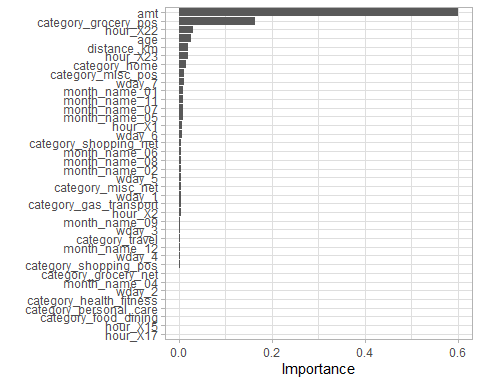 amt
category_grocery_pos
hour_X22
age
distance_km
hour_X23
category_home
category_misc_pos
wday_7
month_name_01
month_name_11
month_name_07
month_name_05
hour_X1
wday_6
category_shopping_net
month_name_06
month_name_08
month_name_02
wday_5
category_misc_net
wday_1
category_gas_transport
hour_X2
month_name_09
wday_3
category_travel
month_name_12
wday_4
category_shopping_pos
category_grocery_net
month_name_04
wday_2
category_health_fitness
category_personal_care
category_food_dining
hour_X15
hour_X17
0.0 0.2 0.4 0.6
Importance